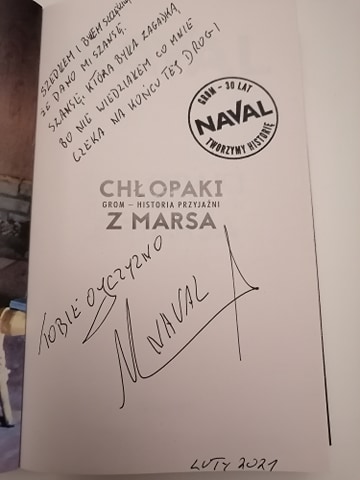 SZEDŁEM I BYŁEM SZCZĘŚLIWY,
ŻE DANO MI SZANSĘ.
SZANSĘ, KTÓRA BYŁA ZAGADKĄ,
BO NIE WIEDZIAŁEM CO MNIE
CZEKA NA KOŃCU TEJ DROGI
GROM – 30 LAT
NAVAL
TWORZYMY HISTORIĘ
CHŁOPAKI
GROM – HISTORIA PRZYJAŹNI
Z MARSA
TOBIE OJCZYZNO
NAVAL
LUTY 2021